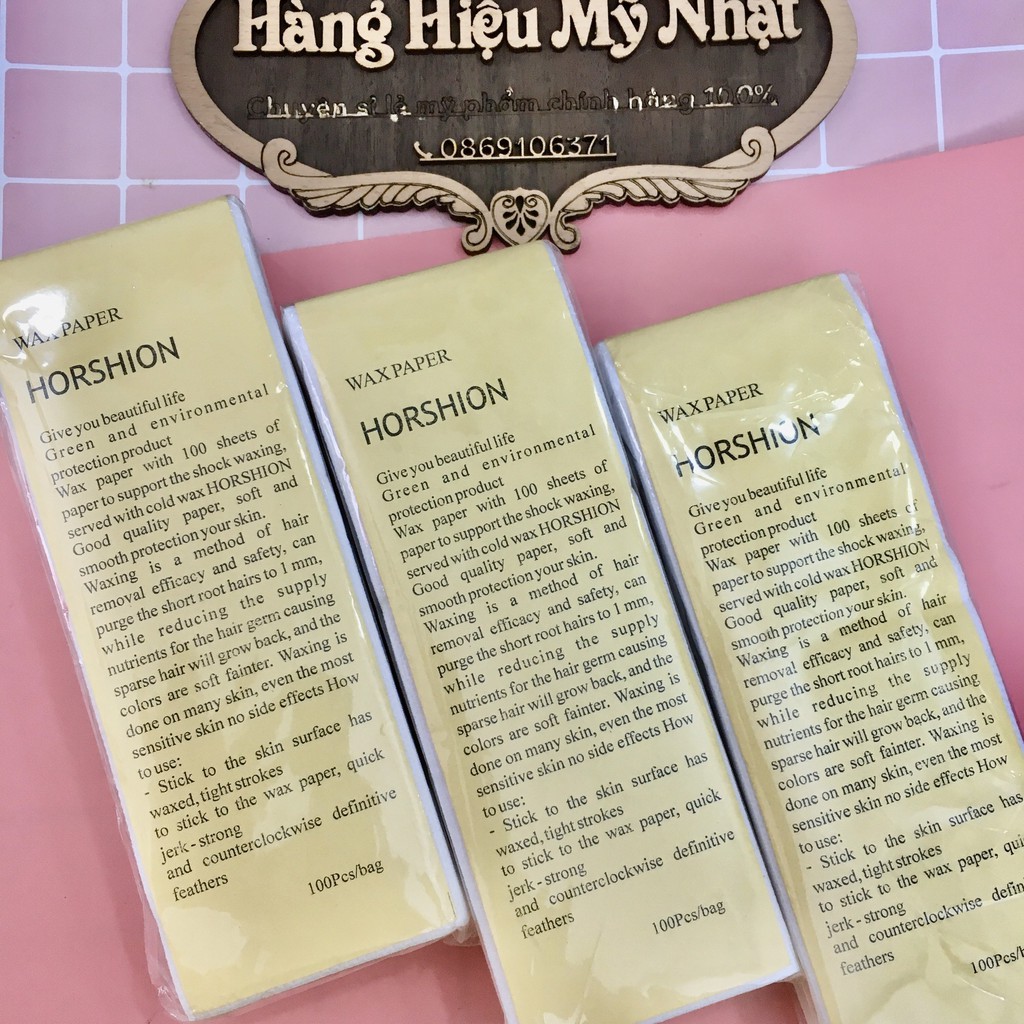 Hàng Hiệu Mỹ Nhật
Chuyên sỉ lẻ mỹ phẩm chính hãng 100%
0869106371
WAX PAPER
HORSHION
Give you beautiful life
Green and environmental
protection product
Wax paper with 100 sheets of
paper to support the shock waxing,
served with cold wax HORSHION
Good quality paper, soft and
smooth protection your skin.
Waxing is a method of hair
removal efficacy and safety, can
purge the short root hairs to 1 mm,
while reducing the supply
nutrients for the hair germ causing
sparse hair will grow back, and the
colors are soft fainter. Waxing is
done on many skin, even the most
sensitive skin no side effects How
to use:
- Stick to the skin surface has
waxed, tight strokes
to stick to the wax paper, quick
jerk - strong
and counterclockwise definitive
feathers
100Pcs/bag
WAX PAPER
HORSHION
Give you beautiful life
Green and environmental
protection product
Wax paper with 100 sheets of
paper to support the shock waxing,
served with cold wax HORSHION
Good quality paper, soft and
smooth protection your skin.
Waxing is a method of hair
removal efficacy and safety, can
purge the short root hairs to 1 mm,
while reducing the supply
nutrients for the hair germ causing
sparse hair will grow back, and the
colors are soft fainter. Waxing is
done on many skin, even the most
sensitive skin no side effects How
to use:
- Stick to the skin surface has
waxed, tight strokes
to stick to the wax paper, quick
jerk - strong
and counterclockwise definitive
feathers
100Pcs/bag
WAX PAPER
HORSHION
Give you beautiful life
Green and environmental
protection product
Wax paper with 100 sheets of
paper to support the shock waxing,
served with cold wax HORSHION
Good quality paper, soft and
smooth protection your skin.
Waxing is a method of hair
removal efficacy and safety, can
purge the short root hairs to 1 mm,
while reducing the supply
nutrients for the hair germ causing
sparse hair will grow back, and the
colors are soft fainter. Waxing is
done on many skin, even the most
sensitive skin no side effects How
to use:
- Stick to the skin surface has
waxed, tight strokes
to stick to the wax paper,
jerk - strong
and counterclockwise
feathers